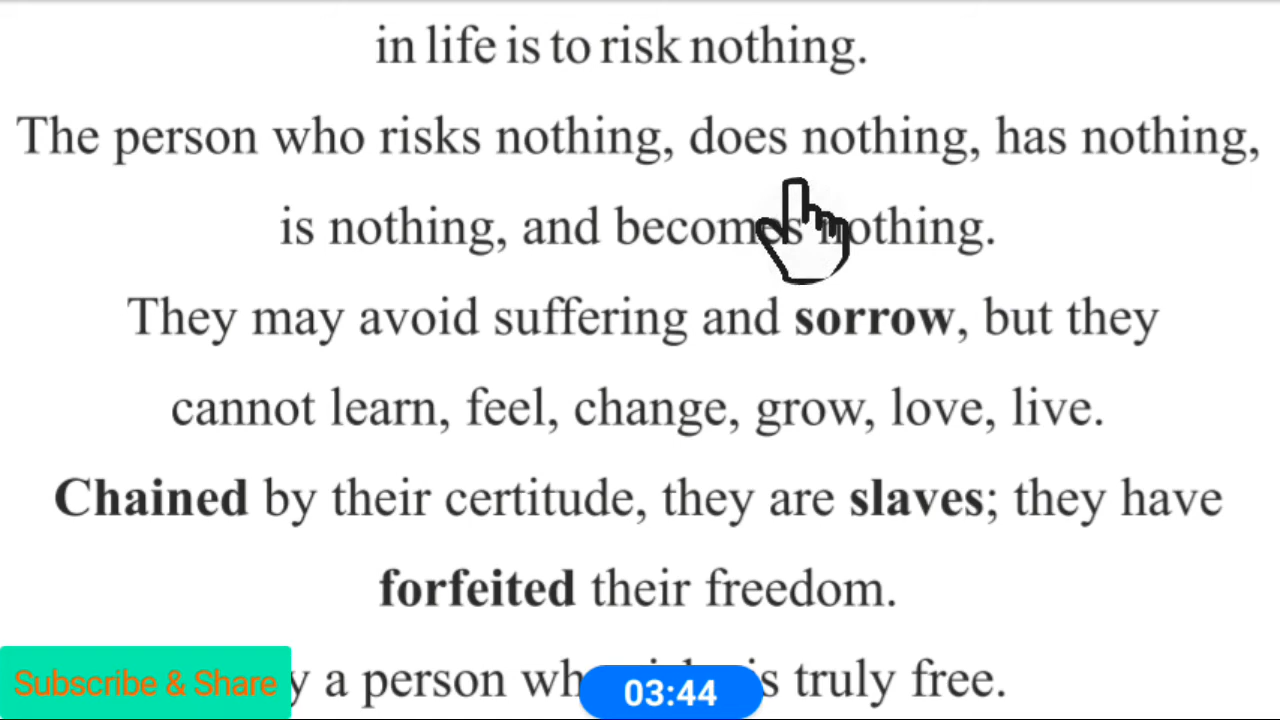 in life is to risk nothing.
The person who risks nothing, does nothing, has nothing,
is nothing, and becomes nothing.
They may avoid suffering and sorrow, but they
cannot learn, feel, change, grow, love, live.
Chained by their certitude, they are slaves; they have
forfeited their freedom.
a person truly free.
Subscribe & Share
03:44